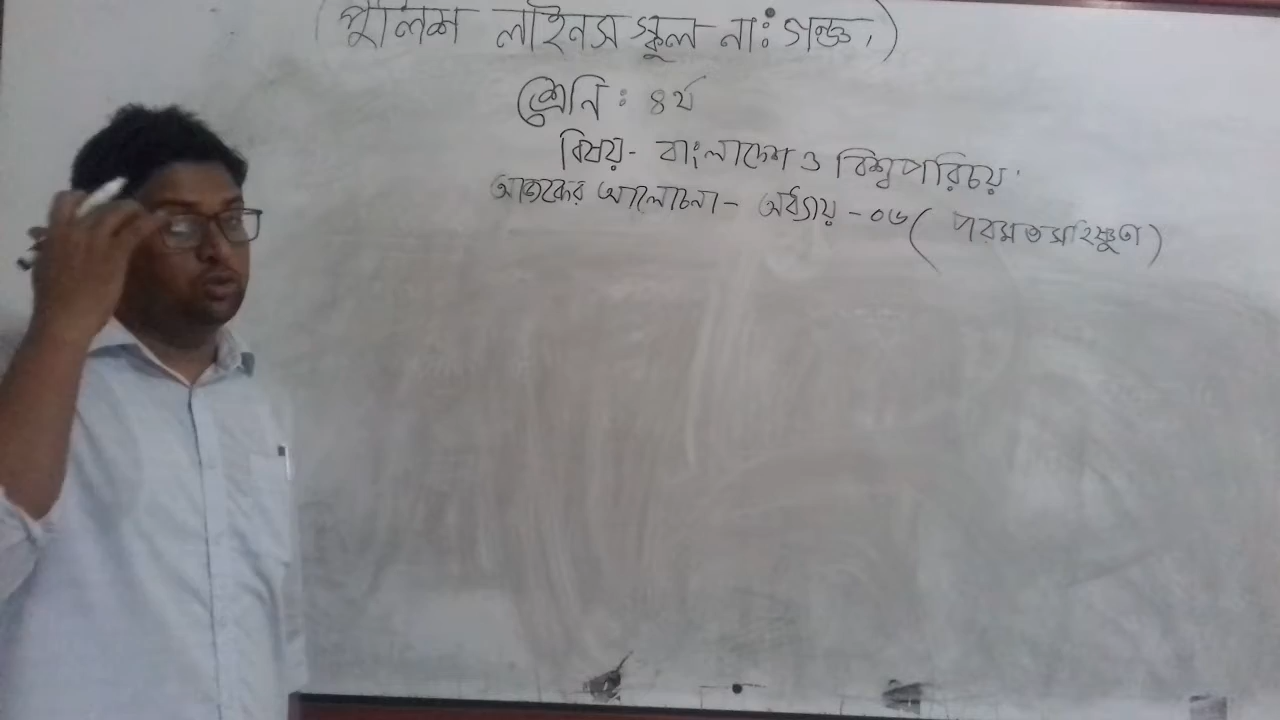 (পুলিশ লাইনস স্কুল নাঃ গঞ্জ।)
শ্রেনি : ৪র্থ
বিষয় - বাংলাদেশ ও বিশ্বপরিচয়
আজকের আলোচনা - অধ্যায় - ০৬ ( পরমতসহিষ্ণুতা )